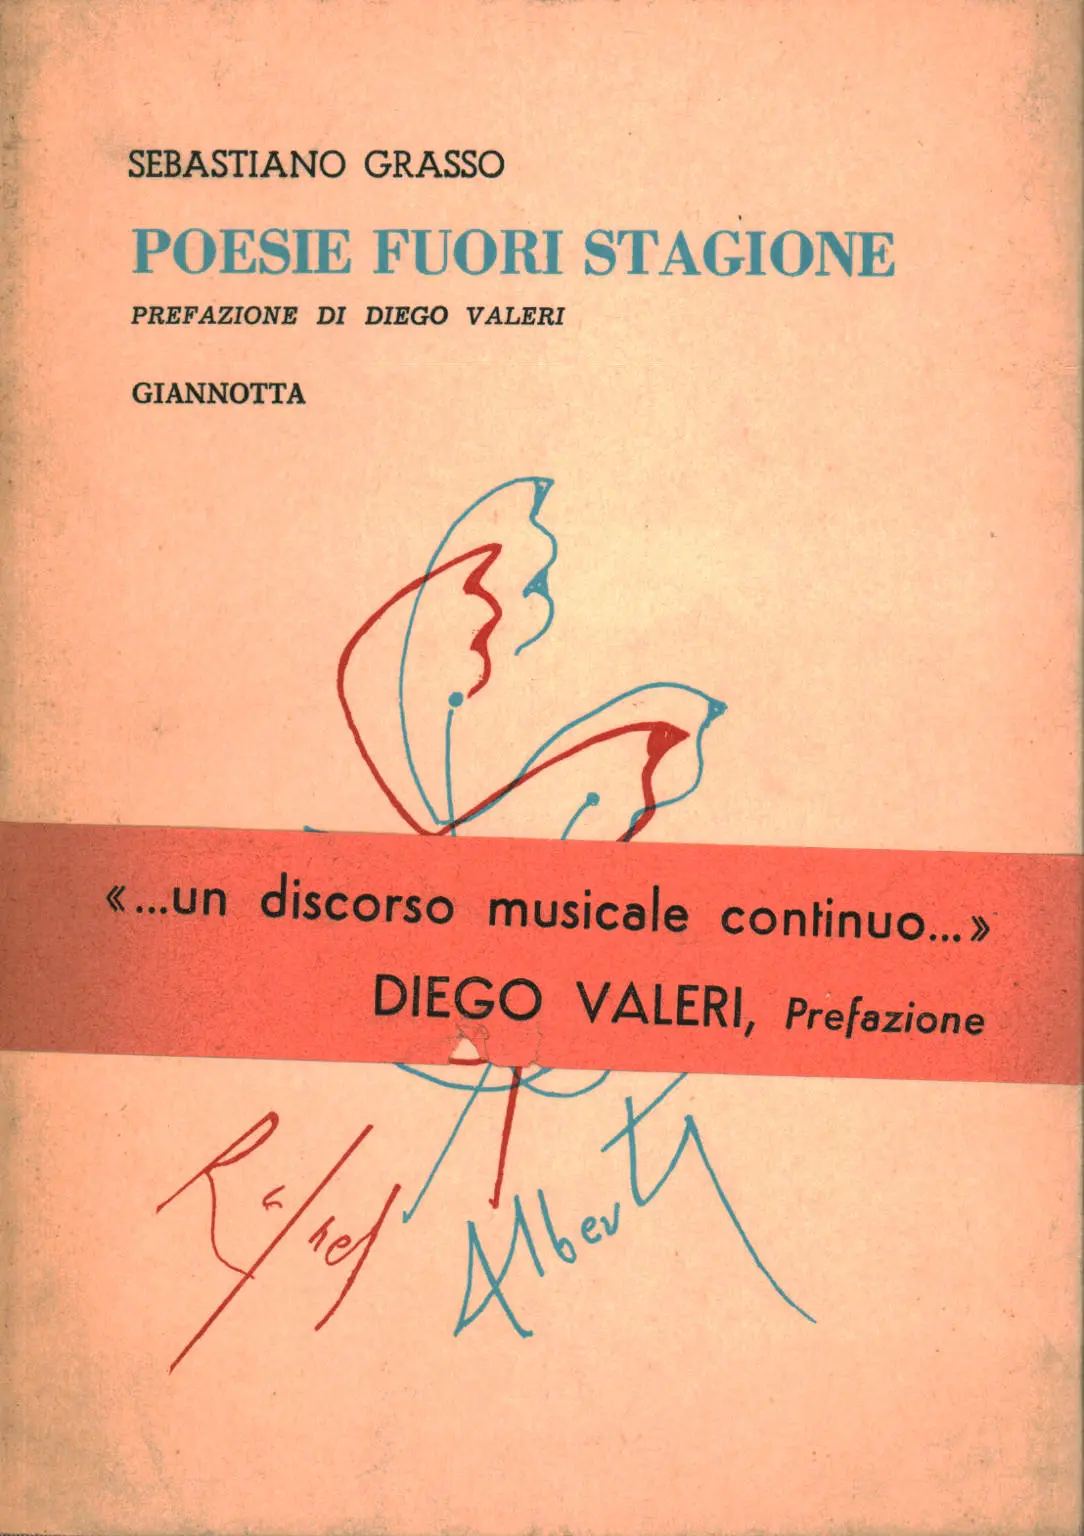 SEBASTIANO GRASSO
POESIE FUORI STAGIONE
PREFAZIONE DI DIEGO VALERI
GIANNOTTA
«...un discorso musicale continuo...»
DIEGO VALERI, Prefazione
Rafael
Alberti